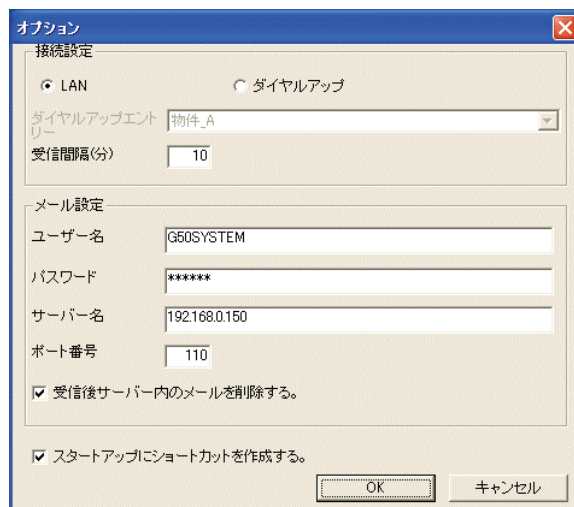 オプション
接続設定
LAN
ダイヤルアップ
ダイヤルアップエント
リー
物件_A
受信間隔(分)
10
メール設定
ユーザー名
G50SYSTEM
パスワード
******
サーバー名
192.168.0.150
ポート番号
110
受信後サーバー内のメールを削除する。
スタートアップにショートカットを作成する。
OK
キャンセル